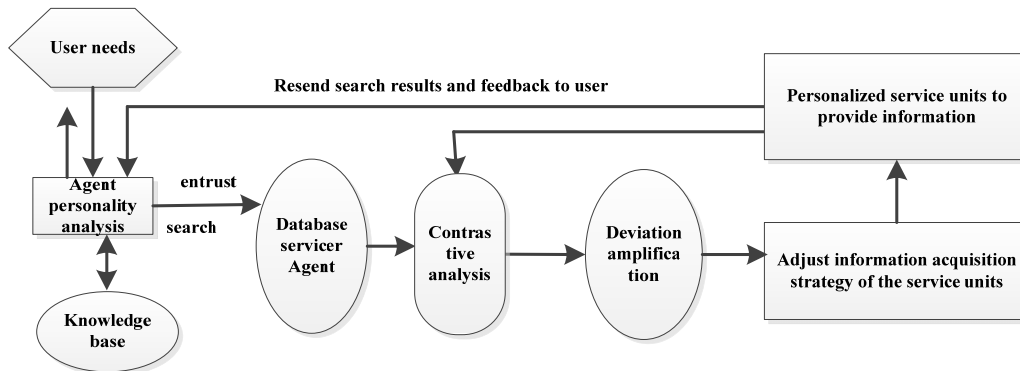 User needs
Resend search results and feedback to user
Personalized service units to
provide information
Agent
personality
analysis
entrust
search
Database
servicer
Agent
Contras
tive
analysis
Deviation
amplifica
tion
Adjust information acquisition
strategy of the service units
Knowledge
base